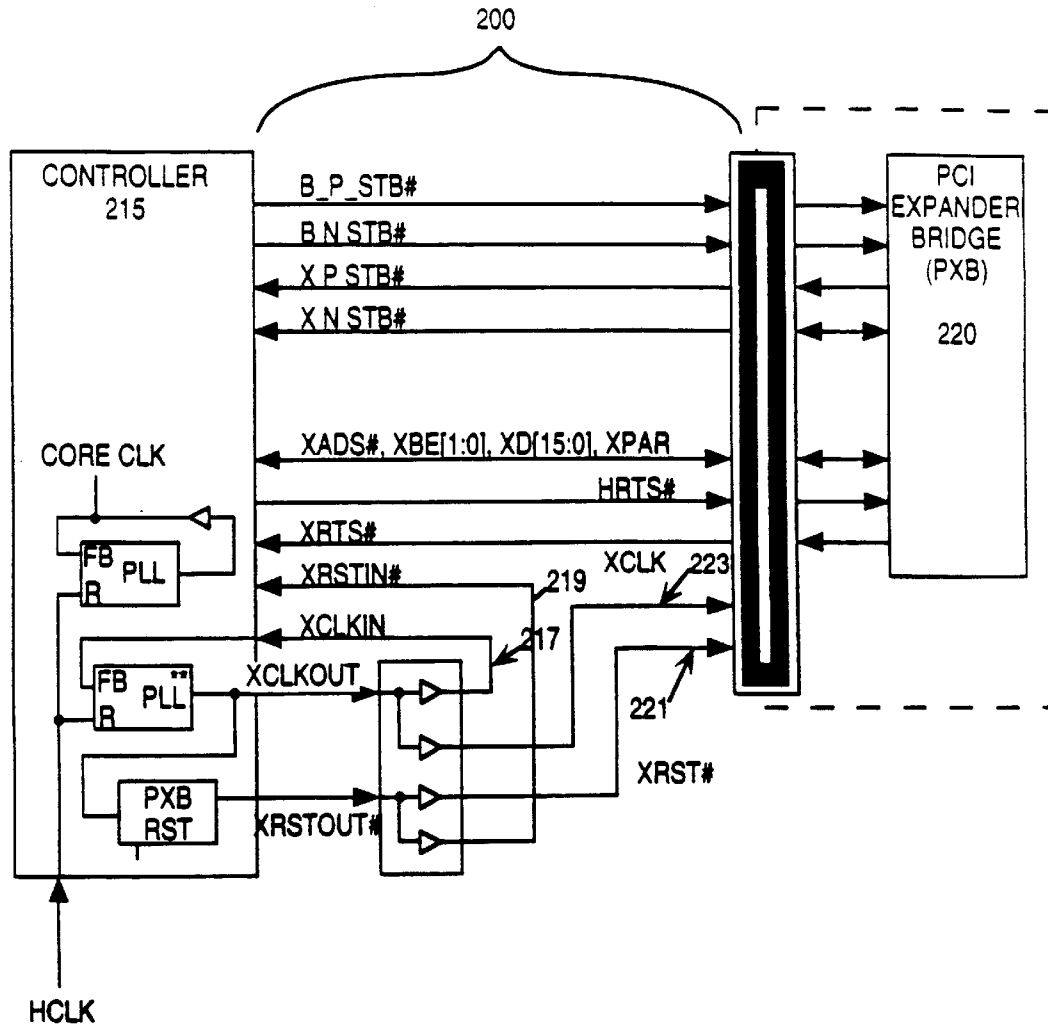 200
CONTROLLER
215
B_P_STB#
B N STB#
X P STB#
X N STB#
PCI
EXPANDER
BRIDGE
(PXB)
220
XADS#, XBE[1:0], XD[15:0], XPAR
CORE CLK
HRTS#
FB
PLL
R
XRTS#
XCLK
223
XRSTIN#
219
XCLKIN
217
FB
PLL
**
R
XCLKOUT
221
PXB
RST
XRSTOUT#
XRST#
HCLK